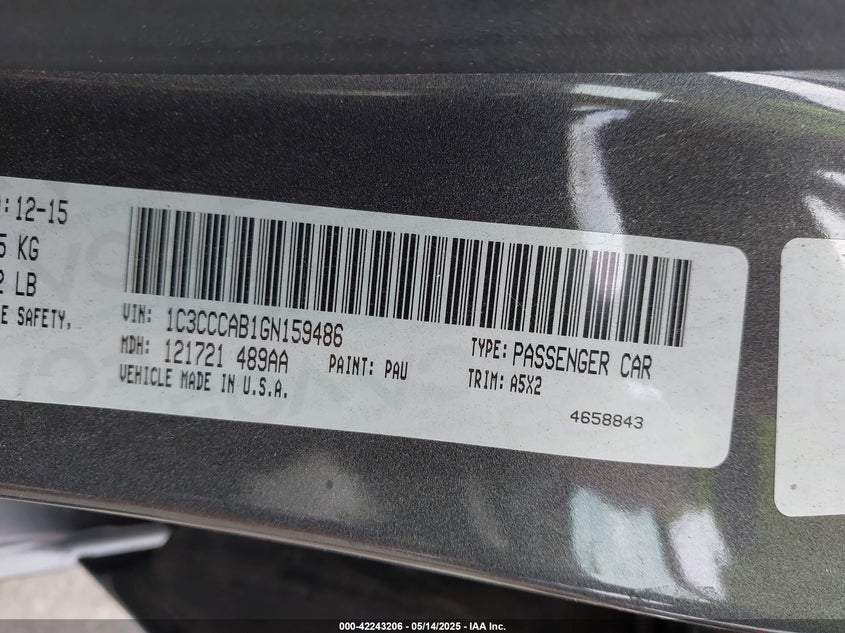 : 12-15
5 KG
2 LB
E SAFETY,
VIN: 1C3CCCAB1GN159486
TYPE: PASSENGER CAR
MDH: 121721 489AA
PAINT: PAU
TRIM: A5X2
VEHICLE MADE IN U.S.A.
4658843
000-42243206 - 05/14/2025 - IAA Inc.